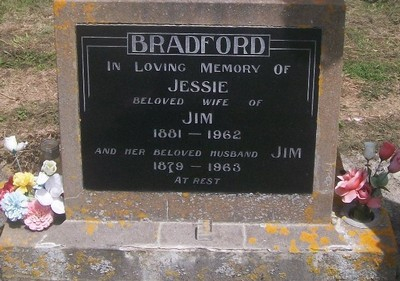 BRADFORD
IN LOVING MEMORY OF
JESSIE
BELOVED WIFE OF
JIM
1881 - 1962
AND HER BELOVED HUSBAND JIM
1879 - 1963
AT REST